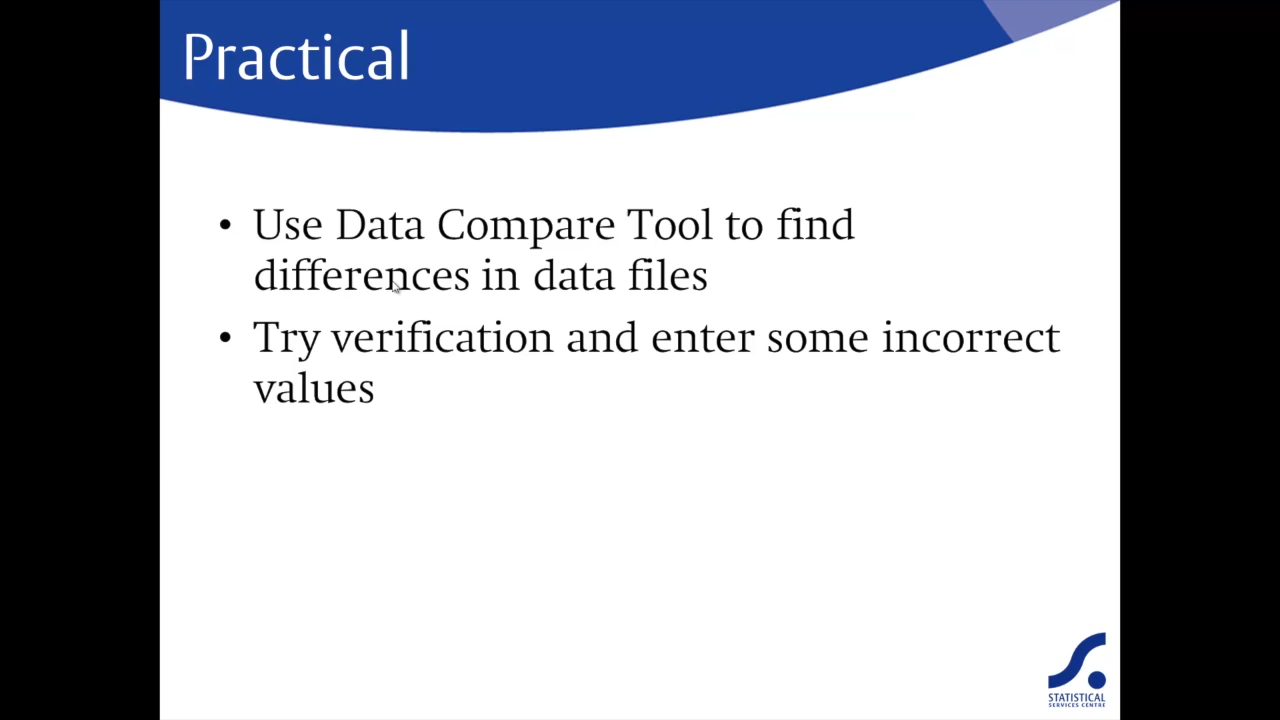 Practical
• Use Data Compare Tool to find
differences in data files
• Try verification and enter some incorrect
values
STATISTICAL
SERVICES CENTRE